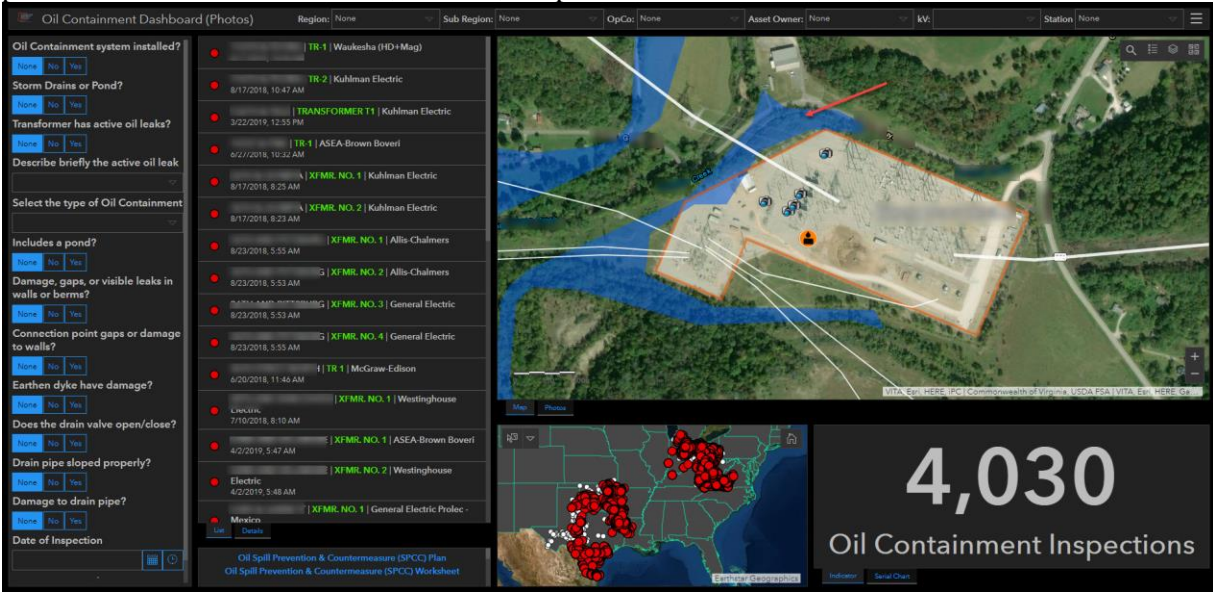 Oil Containment Dashboard (Photos)
Region: None
Sub Region: None
OpCo: None
Asset Owner: None
kV:
Station None
Oil Containment system installed?
None No Yes
Storm Drains or Pond?
None No Yes
Transformer has active oil leaks?
None No Yes
Describe briefly the active oil leak
Select the type of Oil Containment
Includes a pond?
None No Yes
Damage, gaps, or visible leaks in
walls or berms?
None No Yes
Connection point gaps or damage
to walls?
None No Yes
Earthen dyke have damage?
None No Yes
Does the drain valve open/close?
None No Yes
Drain pipe sloped properly?
None No Yes
Damage to drain pipe?
None No Yes
Date of Inspection
| TR-1 | Waukesha (HD+Mag)
TR-2 | Kuhlman Electric
8/17/2018, 10:47 AM
| TRANSFORMER T1 | Kuhlman Electric
3/22/2019, 12:55 PM
| TR-1 | ASEA-Brown Boveri
6/27/2018, 10:32 AM
| XFMR. NO. 1 | Kuhlman Electric
8/17/2018, 8:25 AM
| XFMR. NO. 2 | Kuhlman Electric
8/17/2018, 8:23 AM
| XFMR. NO. 1 | Allis-Chalmers
8/23/2018, 5:55 AM
G | XFMR. NO. 2 | Allis-Chalmers
8/23/2018, 5:53 AM
| XFMR. NO. 3 | General Electric
8/23/2018, 5:53 AM
G | XFMR. NO. 4 | General Electric
8/23/2018, 5:55 AM
| TR 1 | McGraw-Edison
6/20/2018, 11:46 AM
| XFMR. NO. 1 | Westinghouse
Electric
7/10/2018, 8:10 AM
| XFMR. NO. 1 | ASEA-Brown Boveri
4/2/2019, 5:47 AM
| XFMR. NO. 2 | Westinghouse
Electric
4/2/2019, 5:48 AM
| XFMR. NO. 1 | General Electric Prolec -
Mexico
List Details
Oil Spill Prevention & Countermeasure (SPCC) Plan
Oil Spill Prevention & Countermeasure (SPCC) Worksheet
Creek
VITA, Esri, HERE, iPC | Commonwealth of Virginia, USDA FSA | VITA, Esri, HERE, Ga...
Map Photos
Earthstar Geographics
4,030
Oil Containment Inspections
Indicator Serial Chart